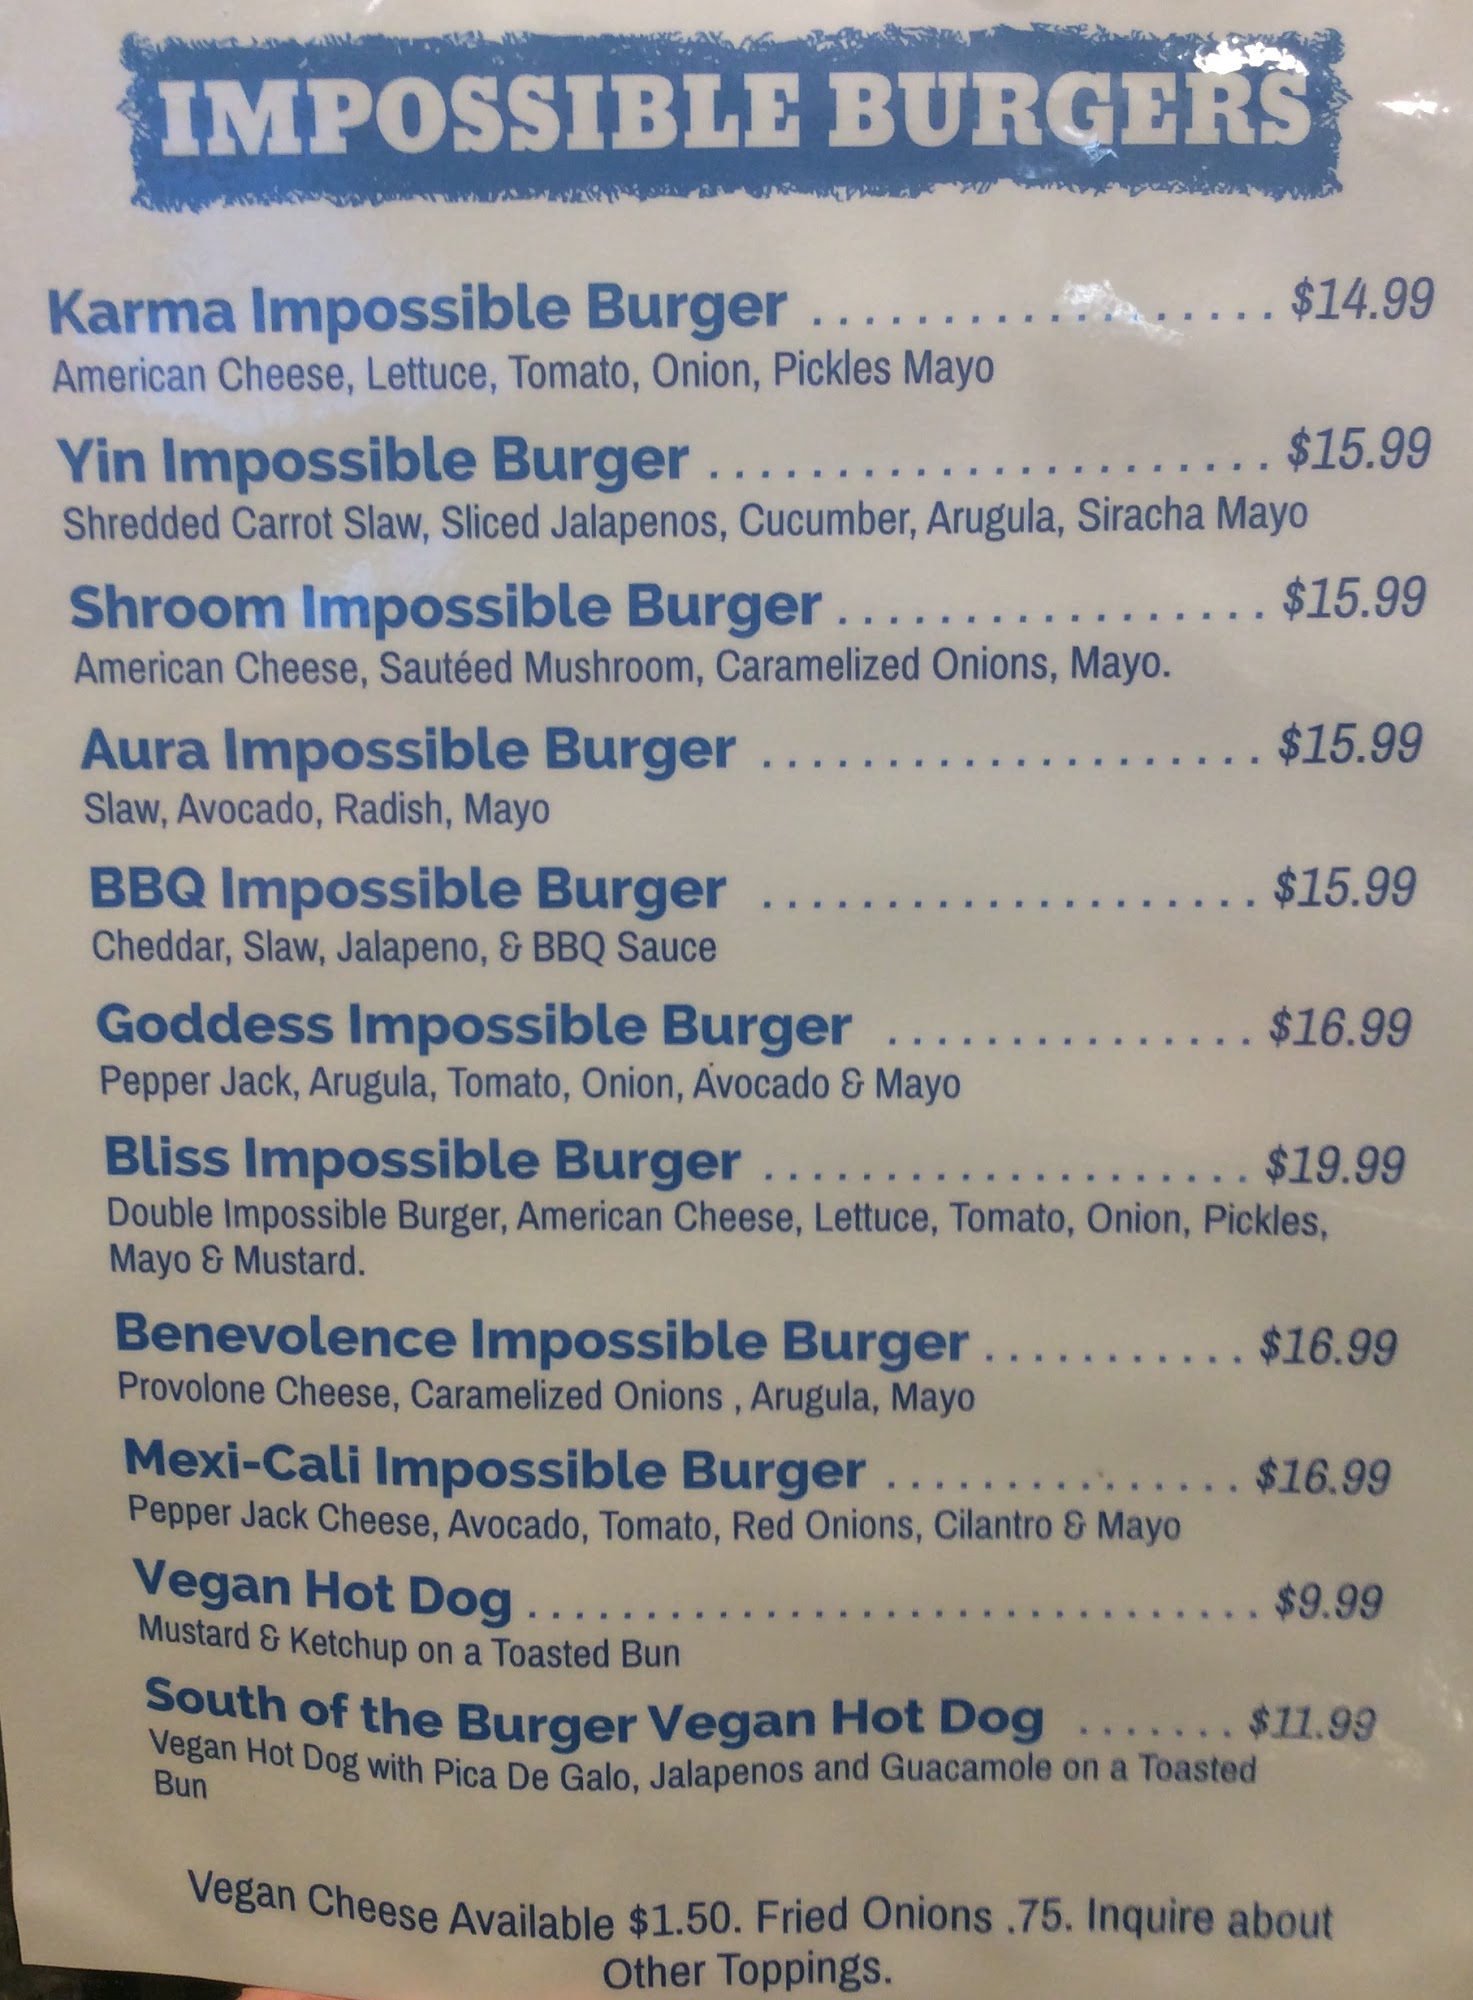 IMPOSSIBLE BURGERS
Karma Impossible Burger .................. $14.99
American Cheese, Lettuce, Tomato, Onion, Pickles Mayo
Yin Impossible Burger ...................... $15.99
Shredded Carrot Slaw, Sliced Jalapenos, Cucumber, Arugula, Siracha Mayo
Shroom Impossible Burger ................. $15.99
American Cheese, Sautéed Mushroom, Caramelized Onions, Mayo.
Aura Impossible Burger .................... $15.99
Slaw, Avocado, Radish, Mayo
BBQ Impossible Burger .................... $15.99
Cheddar, Slaw, Jalapeno, & BBQ Sauce
Goddess Impossible Burger ............... $16.99
Pepper Jack, Arugula, Tomato, Onion, Avocado & Mayo
Bliss Impossible Burger .................... $19.99
Double Impossible Burger, American Cheese, Lettuce, Tomato, Onion, Pickles,
Mayo & Mustard.
Benevolence Impossible Burger ........... $16.99
Provolone Cheese, Caramelized Onions , Arugula, Mayo
Mexi-Cali Impossible Burger ............... $16.99
Pepper Jack Cheese, Avocado, Tomato, Red Onions, Cilantro & Mayo
Vegan Hot Dog ............................... $9.99
Mustard & Ketchup on a Toasted Bun
South of the Burger Vegan Hot Dog ....... $11.99
Vegan Hot Dog with Pica De Galo, Jalapenos and Guacamole on a Toasted
Bun
Vegan Cheese Available $1.50. Fried Onions .75. Inquire about
Other Toppings.